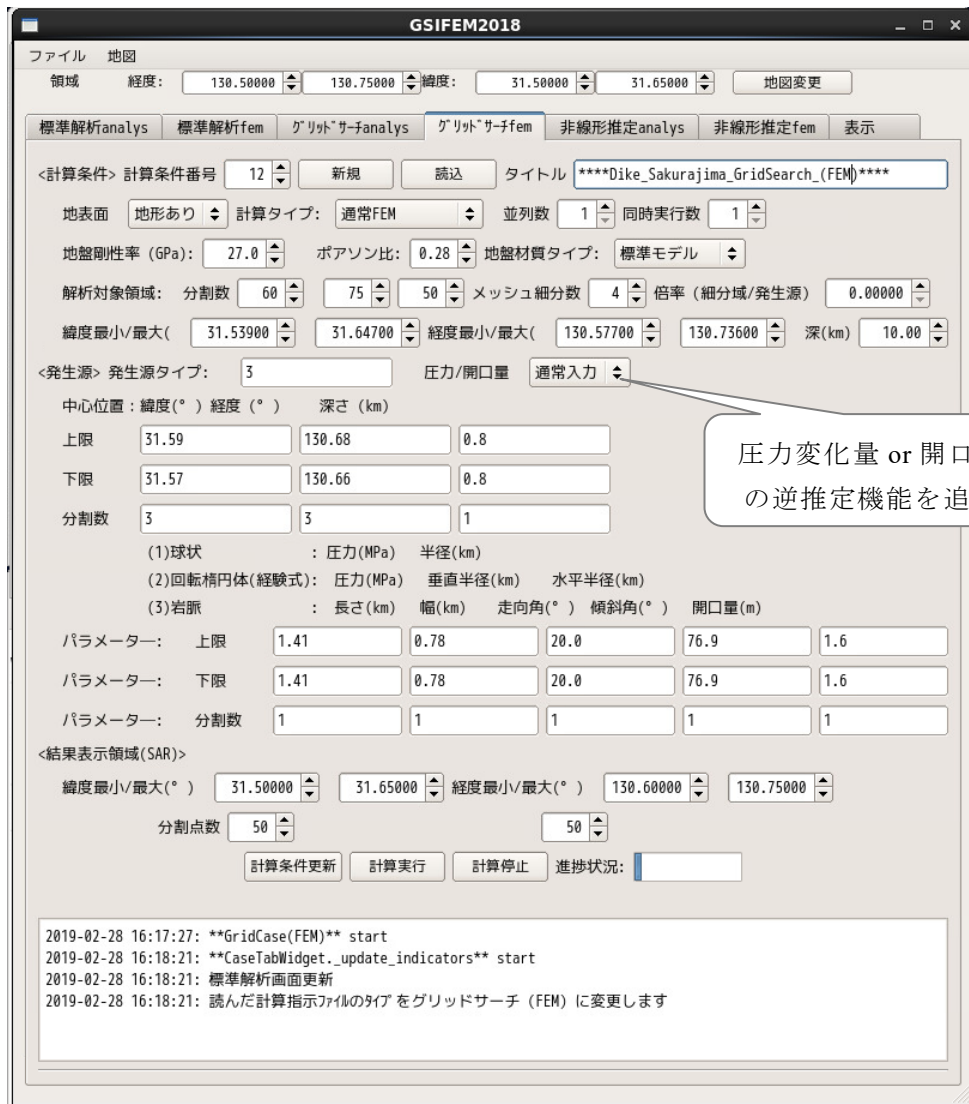 GSIFEM2018
ファイル 地図
領域 経度: 130.50000 130.75000 緯度: 31.50000 31.65000 地図変更
標準解析analys 標準解析fem グリッドサーチanalys グリッドサーチfem 非線形推定analys 非線形推定fem 表示
<計算条件> 計算条件番号 12 新規 読込 タイトル ****Dike_Sakurajima_GridSearch_(FEM)****
地表面 地形あり 計算タイプ: 通常FEM 並列数 1 同時実行数 1
地盤剛性率 (GPa): 27.0 ポアソン比: 0.28 地盤材質タイプ: 標準モデル
解析対象領域: 分割数 60 75 50 メッシュ細分数 4 倍率 (細分域/発生源) 0.00000
緯度最小/最大( 31.53900 31.64700 経度最小/最大( 130.57700 130.73600 深(km) 10.00
<発生源> 発生源タイプ: 3 圧力/開口量 通常入力
中心位置：緯度(°) 経度 (°) 深さ (km)
上限 31.59 130.68 0.8
下限 31.57 130.66 0.8
分割数 3 3 1
圧力変化量 or 開口
の逆推定機能を追
(1)球状 : 圧力(MPa) 半径(km)
(2)回転楕円体(経験式): 圧力(MPa) 垂直半径(km) 水平半径(km)
(3)岩脈 : 長さ(km) 幅(km) 走向角(°) 傾斜角(°) 開口量(m)
パラメーター: 上限 1.41 0.78 20.0 76.9 1.6
パラメーター: 下限 1.41 0.78 20.0 76.9 1.6
パラメーター: 分割数 1 1 1 1 1
<結果表示領域(SAR)>
緯度最小/最大(°) 31.50000 31.65000 経度最小/最大(°) 130.60000 130.75000
分割点数 50 50
計算条件更新 計算実行 計算停止 進捗状況:
2019-02-28 16:17:27: **GridCase(FEM)** start
2019-02-28 16:18:21: **CaseTabWidget._update_indicators** start
2019-02-28 16:18:21: 標準解析画面更新
2019-02-28 16:18:21: 読んだ計算指示ファイルのタイプをグリッドサーチ (FEM) に変更します